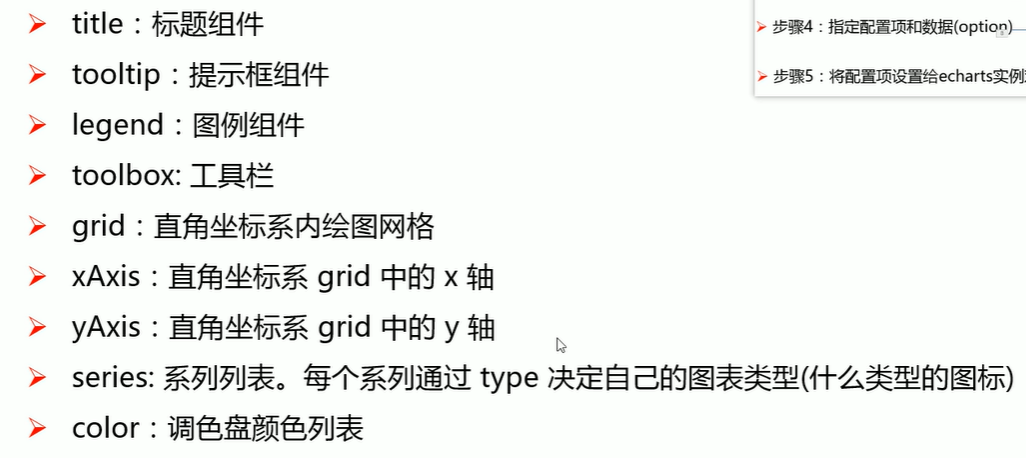 title：标题组件
tooltip：提示框组件
legend：图例组件
toolbox: 工具栏
grid：直角坐标系内绘图网格
xAxis：直角坐标系 grid 中的 x 轴
yAxis：直角坐标系 grid 中的 y 轴
series: 系列列表。每个系列通过 type 决定自己的图表类型(什么类型的图标)
color：调色盘颜色列表
步骤4：指定配置项和数据(option)
步骤5：将配置项设置给echarts实例